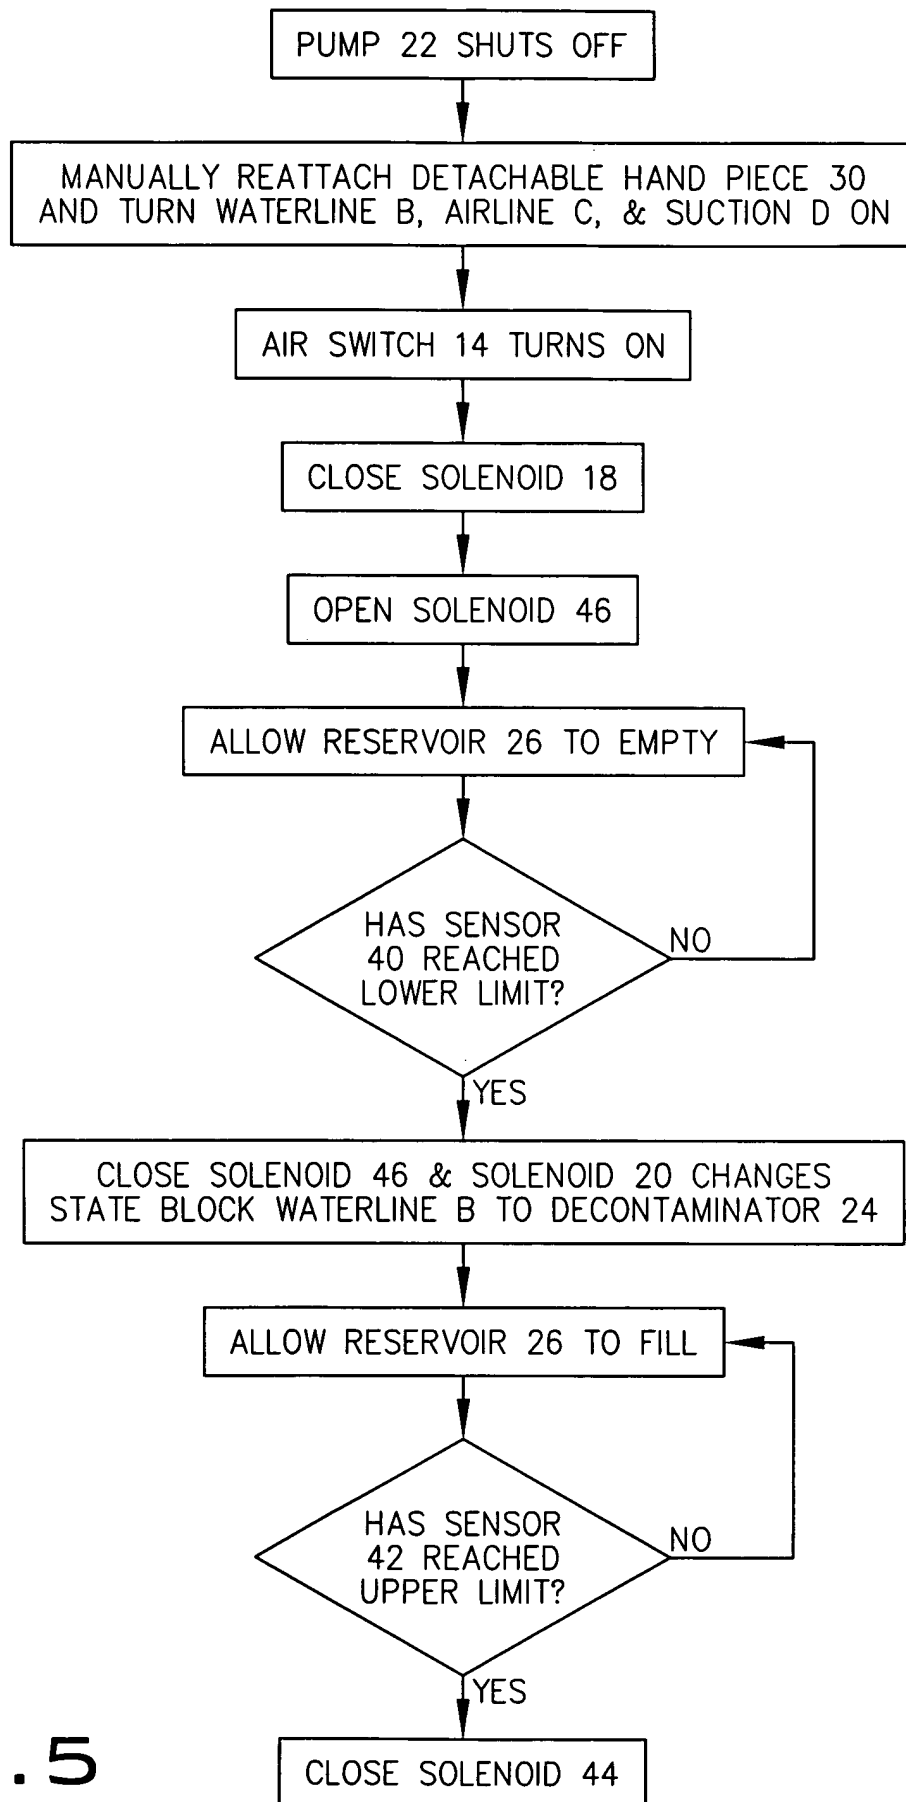 PUMP 22 SHUTS OFF
MANUALLY REATTACH DETACHABLE HAND PIECE 30
AND TURN WATERLINE B, AIRLINE C, & SUCTION D ON
AIR SWITCH 14 TURNS ON
CLOSE SOLENOID 18
OPEN SOLENOID 46
ALLOW RESERVOIR 26 TO EMPTY
HAS SENSOR
40 REACHED
LOWER LIMIT?
NO
YES
CLOSE SOLENOID 46 & SOLENOID 20 CHANGES
STATE BLOCK WATERLINE B TO DECONTAMINATOR 24
ALLOW RESERVOIR 26 TO FILL
HAS SENSOR
42 REACHED
UPPER LIMIT?
NO
YES
CLOSE SOLENOID 44
.5